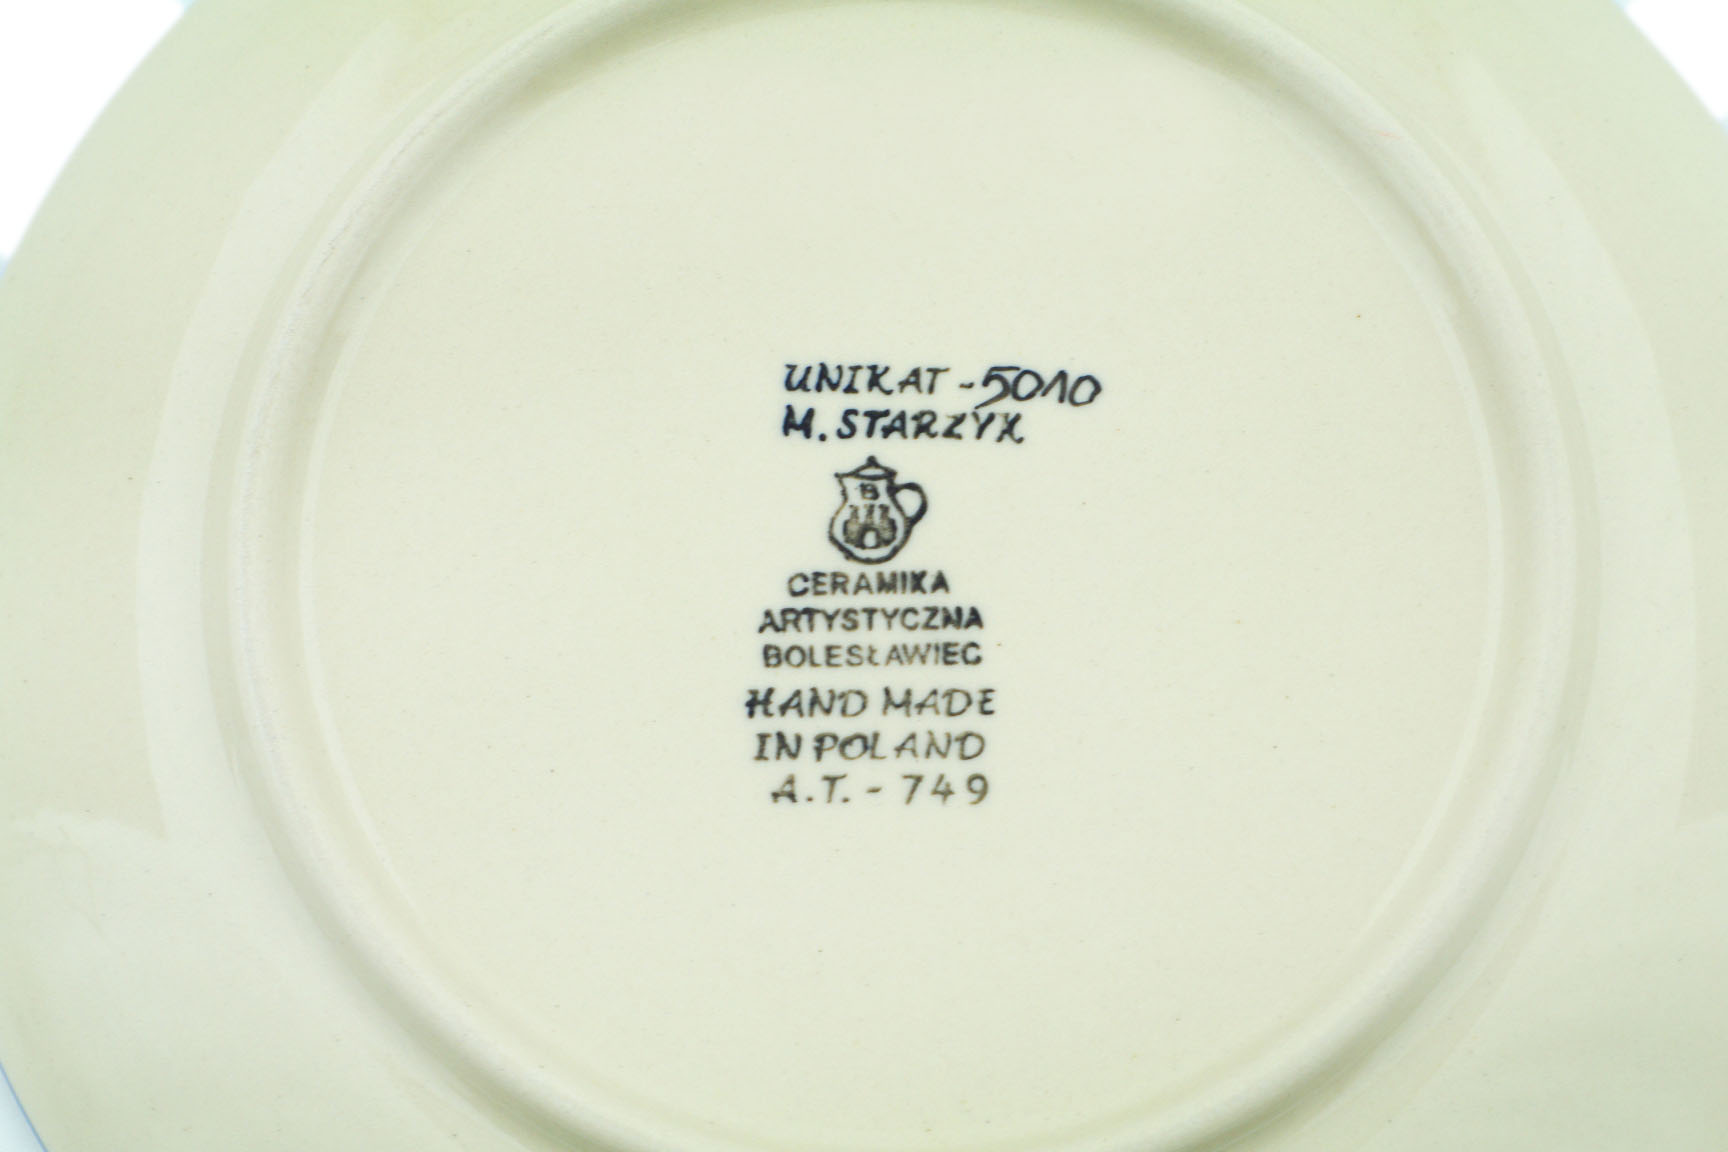 UNIKAT - 5010
M. STARZYK
B
CERAMIKA
ARTYSTYCZNA
BOLESŁAWIEC
HAND MADE
IN POLAND
A.T. - 749